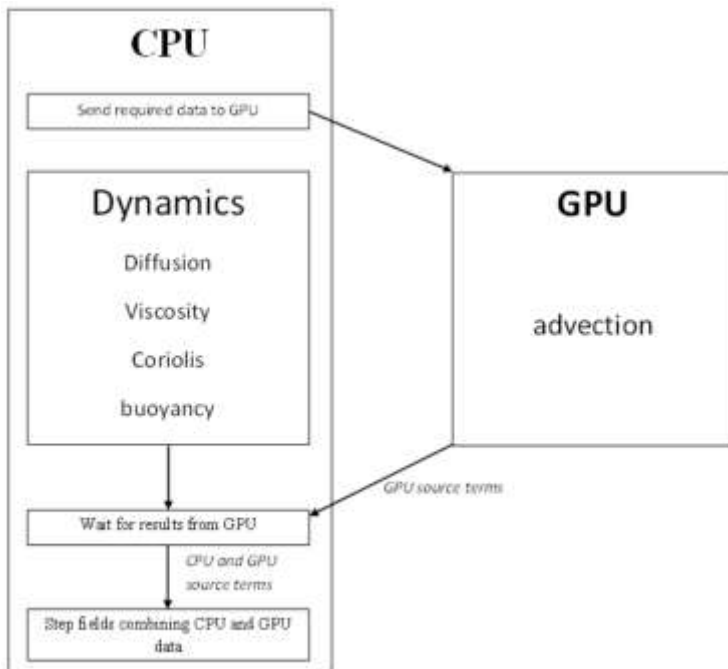 CPU
Send required data to GPU
Dynamics
Diffusion
Viscosity
Coriolis
buoyancy
GPU
advection
GPU source terms
Wait for results from GPU
CPU and GPU
source terms
Step fields combining CPU and GPU
data